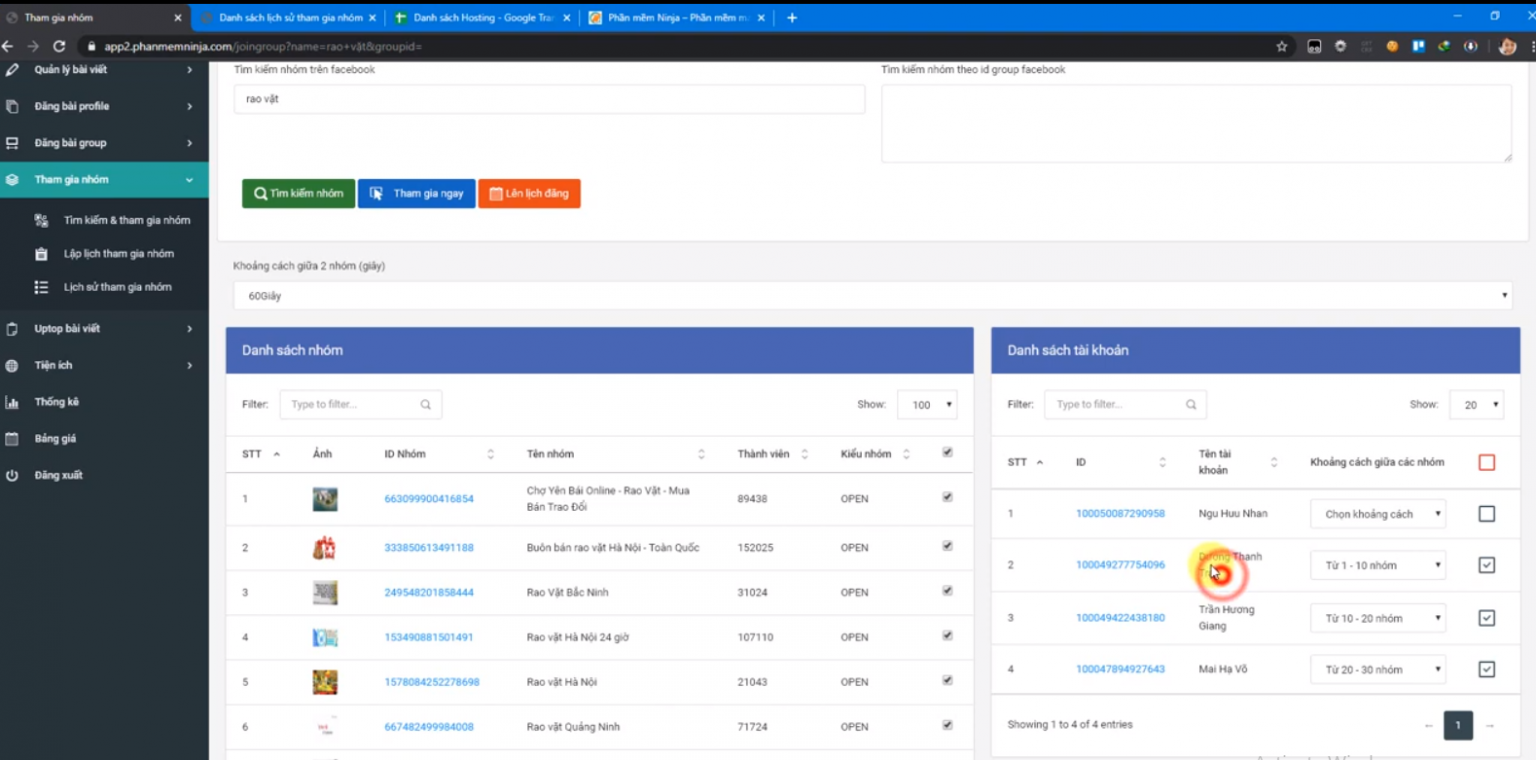 Tham gia nhóm
Danh sách lịch sử tham gia nhóm
Danh sách Hosting - Google Tra
Phần mềm Ninja – Phần mềm m
app2.phanmemninja.com/joingroup?name=rao+vặt&groupid=
Quản lý bài viết
Đăng bài profile
Đăng bài group
Tham gia nhóm
Tìm kiếm & tham gia nhóm
Lập lịch tham gia nhóm
Lịch sử tham gia nhóm
Uptop bài viết
Tiện ích
Thống kê
Bảng giá
Đăng xuất
Tìm kiếm nhóm trên facebook
Tìm kiếm nhóm theo id group facebook
rao vặt
Tìm kiếm nhóm
Tham gia ngay
Lên lịch đăng
Khoảng cách giữa 2 nhóm (giây)
60Giây
Danh sách nhóm
Filter: Type to filter... Show: 100
STT Ảnh ID Nhóm Tên nhóm Thành viên Kiểu nhóm
1 663099900416854 Chợ Yên Bái Online - Rao Vặt - Mua Bán Trao Đổi 89438 OPEN
2 333850613491188 Buôn bán rao vặt Hà Nội - Toàn Quốc 152025 OPEN
3 249548201858444 Rao Vặt Bắc Ninh 31024 OPEN
4 153490881501491 Rao vặt Hà Nội 24 giờ 107110 OPEN
5 1578084252278698 Rao vặt Hà Nội 21043 OPEN
6 667482499984008 Rao vặt Quảng Ninh 71724 OPEN
Danh sách tài khoản
Filter: Type to filter... Show: 20
STT ID Tên tài khoản Khoảng cách giữa các nhóm
1 100050087290958 Ngu Huu Nhan Chọn khoảng cách
2 100049277754096 Dương Thanh Từ 1 - 10 nhóm
3 100049422438180 Trần Hương Giang Từ 10 - 20 nhóm
4 100047894927643 Mai Hạ Võ Từ 20 - 30 nhóm
Showing 1 to 4 of 4 entries
1